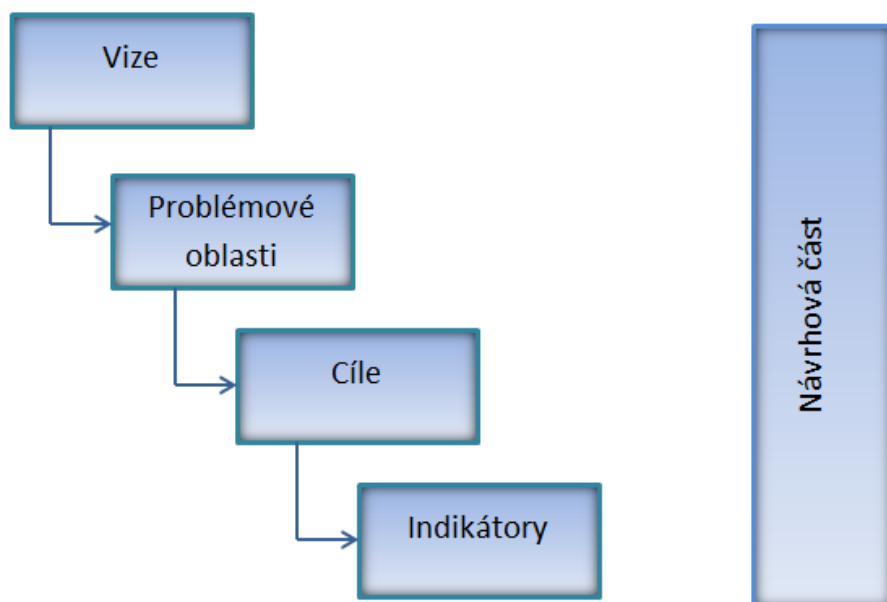 Vize
Problémové
oblasti
Cíle
Indikátory
Návrhová část